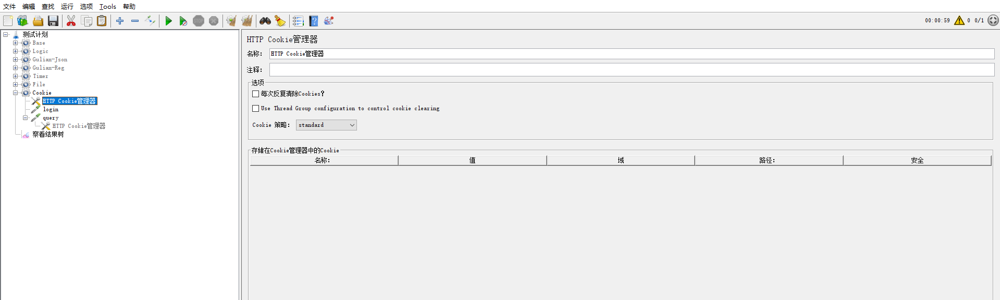 文件 编辑 查找 运行 选项 Tools 帮助
00:00:59 0 0/1
测试计划
Base
Logic
Gulian-Json
Gulian-Reg
Timer
File
Cookie
HTTP Cookie管理器
login
query
HTTP Cookie管理器
察看结果树
HTTP Cookie管理器
名称： HTTP Cookie管理器
注释：
选项
每次反复清除Cookies？
Use Thread Group configuration to control cookie clearing
Cookie 策略： standard
存储在Cookie管理器中的Cookie
名称： 值 域 路径： 安全